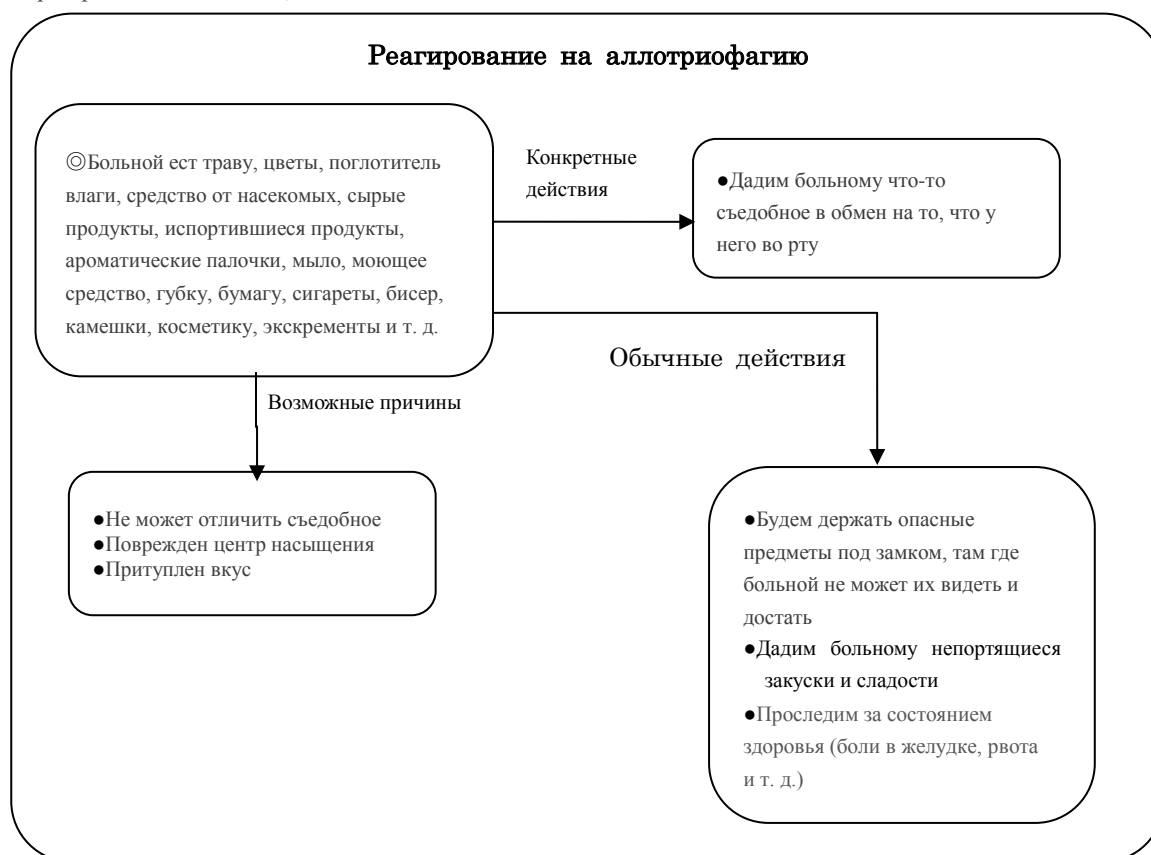 Реагирование на аллотриофагию
◎Больной ест траву, цветы, поглотитель
влаги, средство от насекомых, сырые
продукты, испортившиеся продукты,
ароматические палочки, мыло, моющее
средство, губку, бумагу, сигареты, бисер,
камешки, косметику, экскременты и т. д.
Конкретные
действия
●Дадим больному что-то
съедобное в обмен на то, что у
него во рту
Обычные действия
Возможные причины
●Не может отличить съедобное
●Поврежден центр насыщения
●Притуплен вкус
●Будем держать опасные
предметы под замком, там где
больной не может их видеть и
достать
●Дадим больному непортящиеся
закуски и сладости
●Проследим за состоянием
здоровья (боли в желудке, рвота
и т. д.)